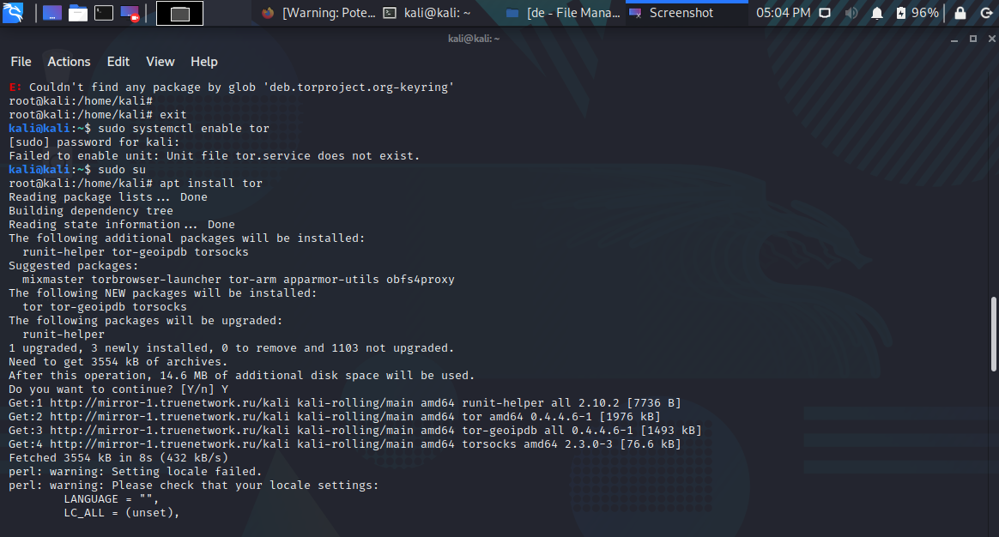 [Warning: Pote... kali@kali: ~ [de - File Mana... Screenshot 05:04 PM 96%
kali@kali: ~
File Actions Edit View Help
E: Couldn't find any package by glob 'deb.torproject.org-keyring'
root@kali:/home/kali#
root@kali:/home/kali# exit
kali@kali:~$ sudo systemctl enable tor
[sudo] password for kali:
Failed to enable unit: Unit file tor.service does not exist.
kali@kali:~$ sudo su
root@kali:/home/kali# apt install tor
Reading package lists... Done
Building dependency tree
Reading state information... Done
The following additional packages will be installed:
  runit-helper tor-geoipdb torsocks
Suggested packages:
  mixmaster torbrowser-launcher tor-arm apparmor-utils obfs4proxy
The following NEW packages will be installed:
  tor tor-geoipdb torsocks
The following packages will be upgraded:
  runit-helper
1 upgraded, 3 newly installed, 0 to remove and 1103 not upgraded.
Need to get 3554 kB of archives.
After this operation, 14.6 MB of additional disk space will be used.
Do you want to continue? [Y/n] Y
Get:1 http://mirror-1.truenetwork.ru/kali kali-rolling/main amd64 runit-helper all 2.10.2 [7736 B]
Get:2 http://mirror-1.truenetwork.ru/kali kali-rolling/main amd64 tor amd64 0.4.4.6-1 [1976 kB]
Get:3 http://mirror-1.truenetwork.ru/kali kali-rolling/main amd64 tor-geoipdb all 0.4.4.6-1 [1493 kB]
Get:4 http://mirror-1.truenetwork.ru/kali kali-rolling/main amd64 torsocks amd64 2.3.0-3 [76.6 kB]
Fetched 3554 kB in 8s (432 kB/s)
perl: warning: Setting locale failed.
perl: warning: Please check that your locale settings:
        LANGUAGE = "",
        LC_ALL = (unset),